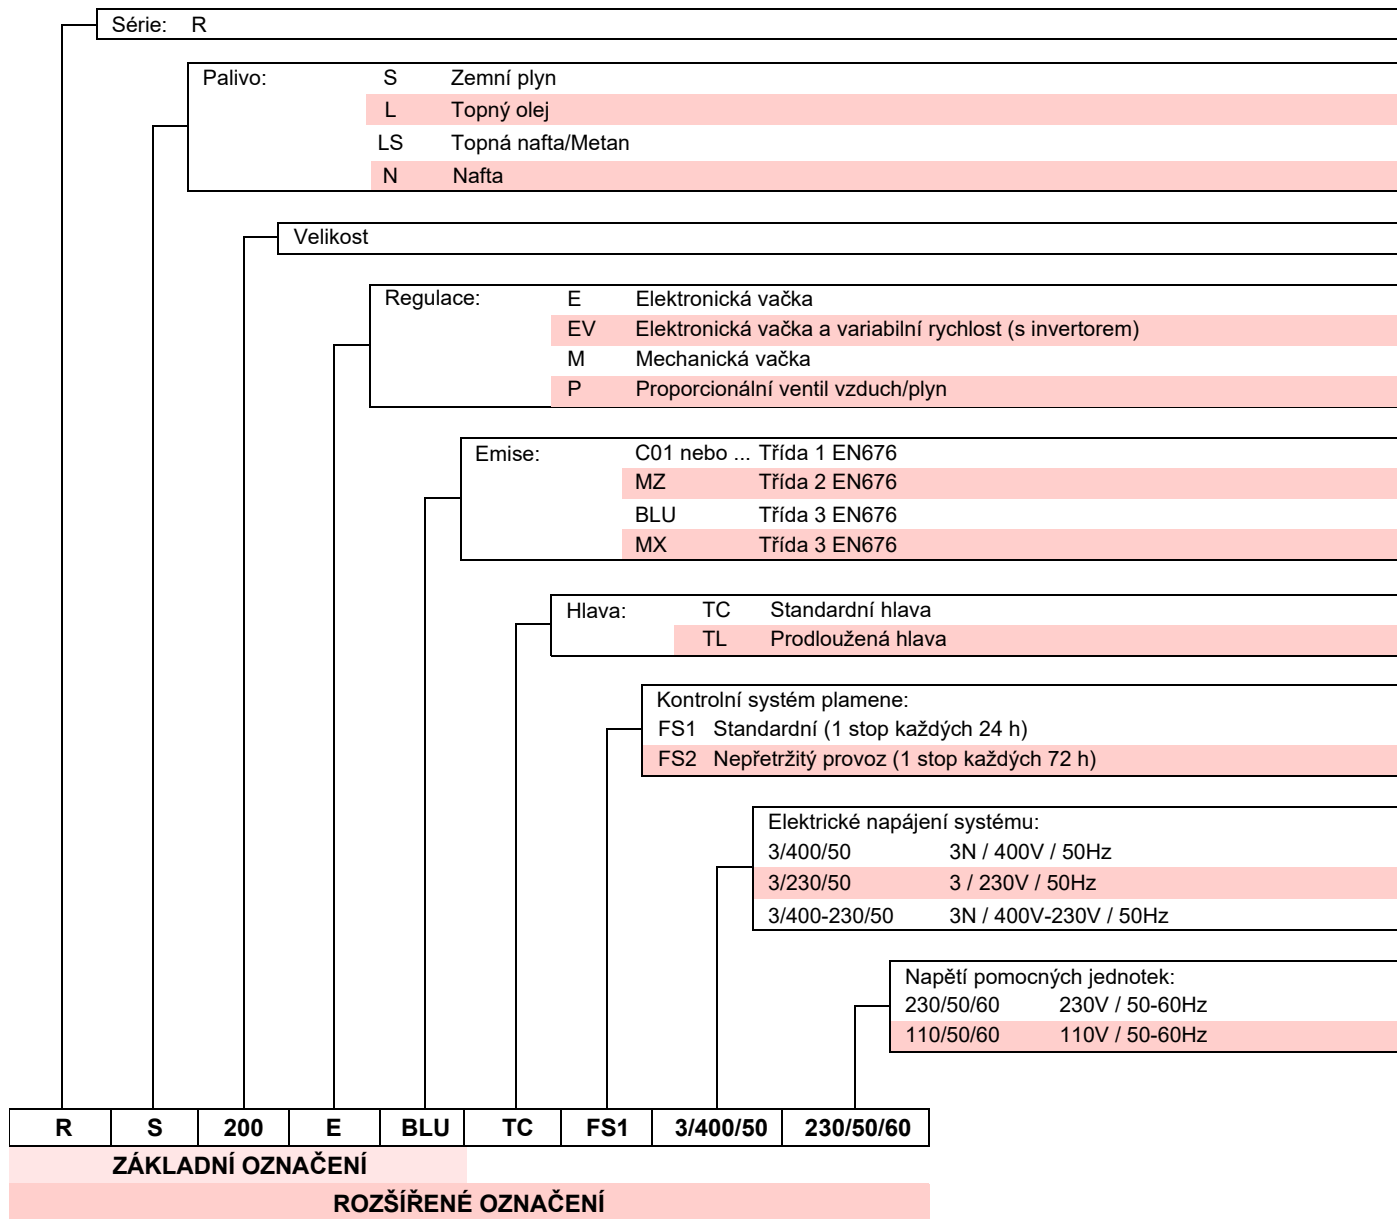 Série: R
Palivo: S Zemní plyn
L Topný olej
LS Topná nafta/Metan
N Nafta
Velikost
Regulace: E Elektronická vačka
EV Elektronická vačka a variabilní rychlost (s invertorem)
M Mechanická vačka
P Proporcionální ventil vzduch/plyn
Emise: C01 nebo ... Třída 1 EN676
MZ Třída 2 EN676
BLU Třída 3 EN676
MX Třída 3 EN676
Hlava: TC Standardní hlava
TL Prodloužená hlava
Kontrolní systém plamene:
FS1 Standardní (1 stop každých 24 h)
FS2 Nepřetržitý provoz (1 stop každých 72 h)
Elektrické napájení systému:
3/400/50 3N / 400V / 50Hz
3/230/50 3 / 230V / 50Hz
3/400-230/50 3N / 400V-230V / 50Hz
Napětí pomocných jednotek:
230/50/60 230V / 50-60Hz
110/50/60 110V / 50-60Hz
R S 200 E BLU TC FS1 3/400/50 230/50/60
ZÁKLADNÍ OZNAČENÍ
ROZŠÍŘENÉ OZNAČENÍ